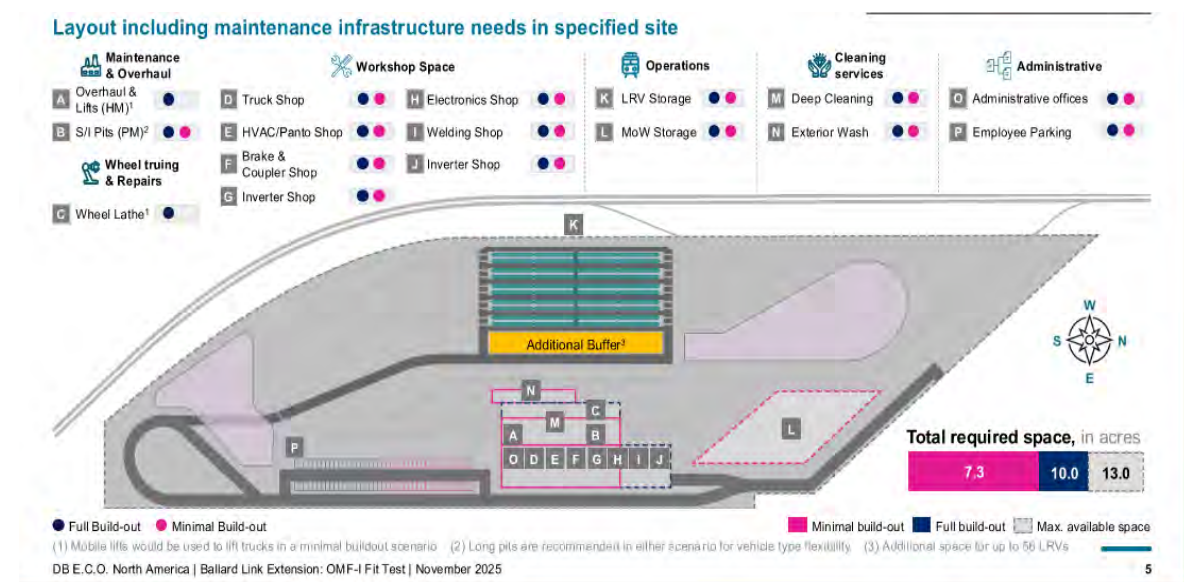 Layout including maintenance infrastructure needs in specified site
Maintenance
& Overhaul
A Overhaul &
Lifts (HM)¹
B S/I Pits (PM)²
Wheel truing
& Repairs
C Wheel Lathe¹
Workshop Space
D Truck Shop
E HVAC/Panto Shop
F Brake &
Coupler Shop
G Inverter Shop
H Electronics Shop
I Welding Shop
J Inverter Shop
Operations
K LRV Storage
L MoW Storage
Cleaning
services
M Deep Cleaning
N Exterior Wash
Administrative
O Administrative offices
P Employee Parking
K
Additional Buffer³
N
C
M
A B
O D E F G H I J
P
L
W
S N
E
Total required space, in acres
7.3 10.0 13.0
Full Build-out Minimal Build-out
Minimal build-out Full build-out Max. available space
(1) Mobile lifts would be used to lift trucks in a minimal buildout scenario (2) Long pits are recommended in either scenario for vehicle type flexibility (3) Additional space for up to 56 LRVs
DB E.C.O. North America | Ballard Link Extension: OMF-I Fit Test | November 2025
5